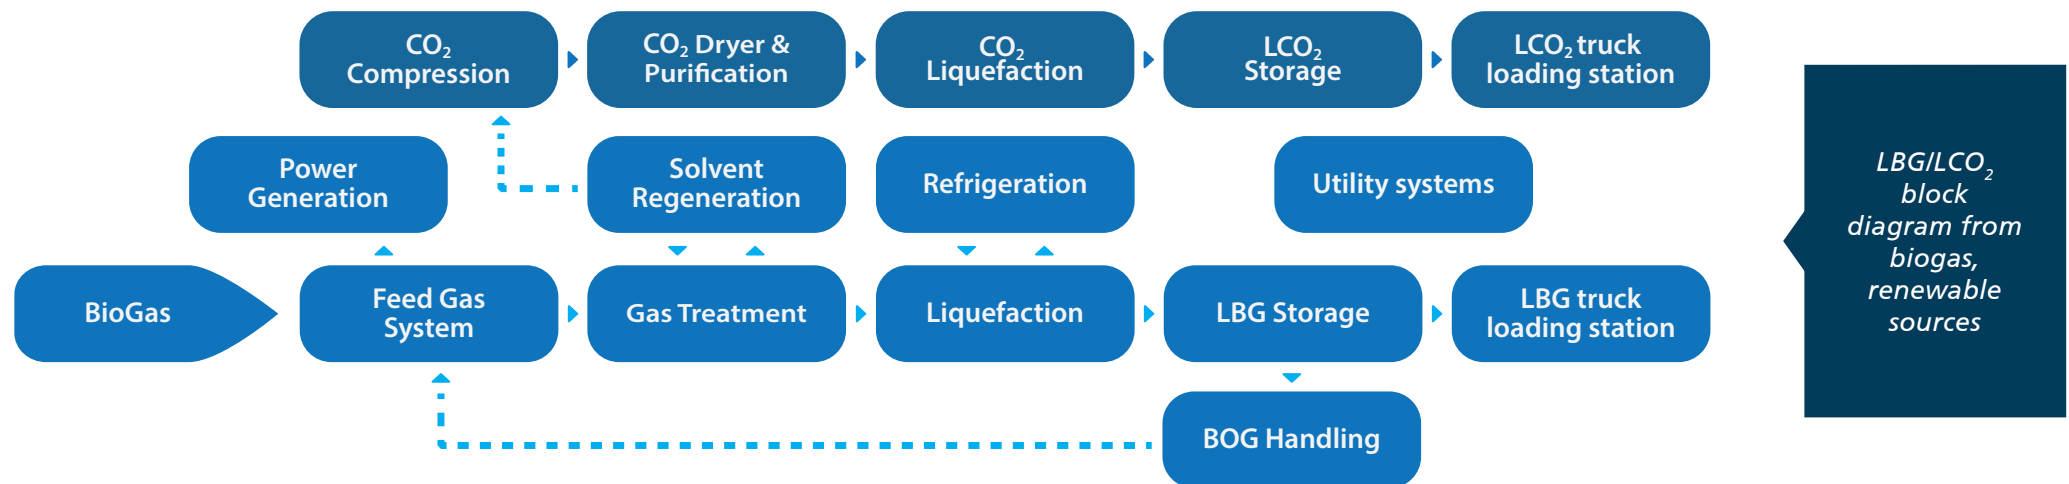 CO₂
Compression
CO₂ Dryer &
Purification
CO₂
Liquefaction
LCO₂
Storage
LCO₂ truck
loading station
Power
Generation
Solvent
Regeneration
Refrigeration
Utility systems
BioGas
Feed Gas
System
Gas Treatment
Liquefaction
LBG Storage
LBG truck
loading station
BOG Handling
LBG/LCO₂
block
diagram from
biogas,
renewable
sources